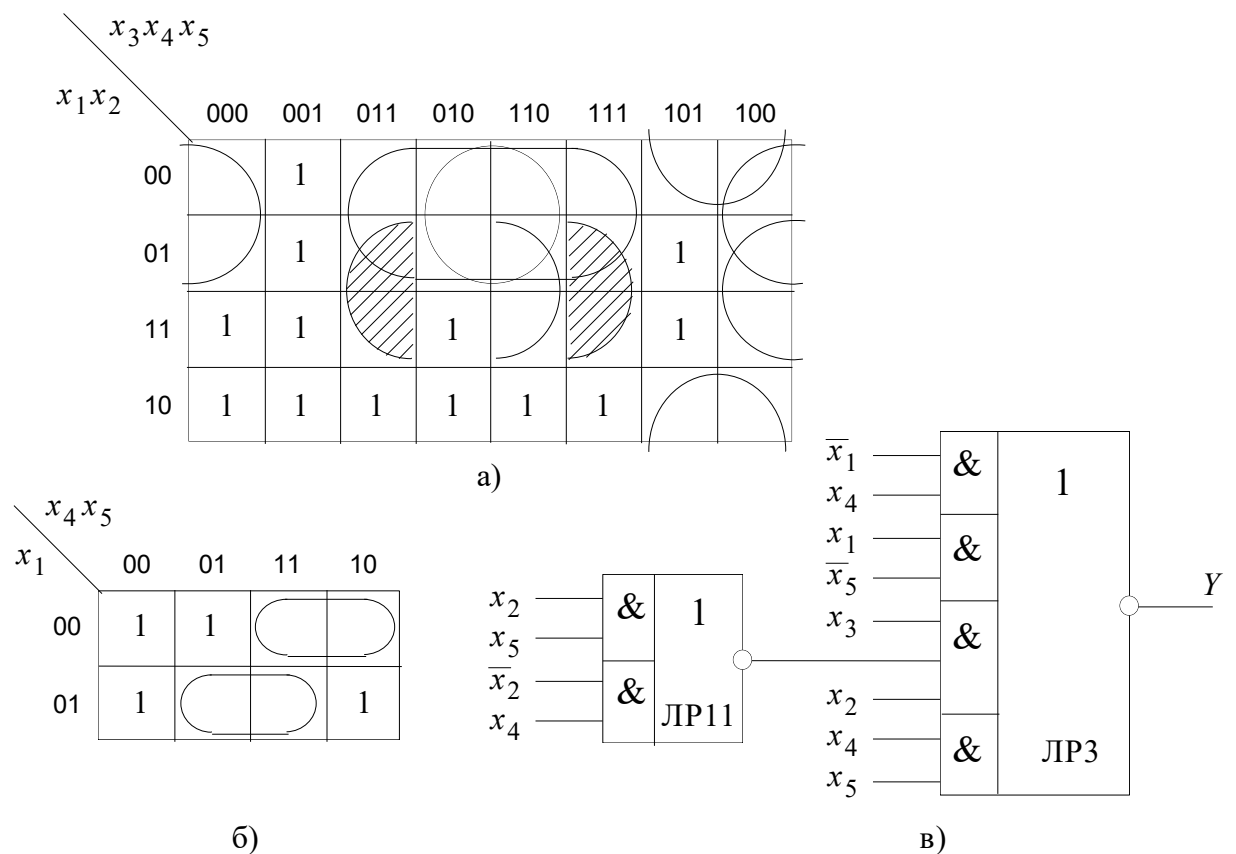 x₃x₄x₅
x₁x₂
000 001 011 010 110 111 101 100
00 1
01 1 1
11 1 1 1 1
10 1 1 1 1 1 1
а)
x₄x₅
x₁
00 01 11 10
00 1 1
01 1 1
б)
x₂
x₅
x̅₂
x₄
&
&
1
ЛР11
x̅₁
x₄
x₁
x̅₅
x₃
x₂
x₄
x₅
&
&
&
&
1
ЛР3
Y
в)